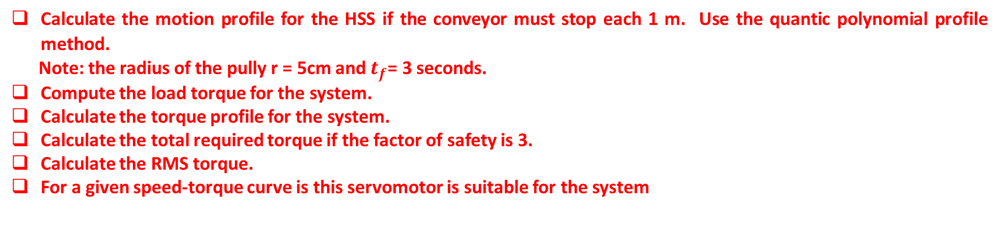 ❑ Calculate the motion profile for the HSS if the conveyor must stop each 1 m. Use the quantic polynomial profile
method.
Note: the radius of the pully r = 5cm and t_f= 3 seconds.
❑ Compute the load torque for the system.
❑ Calculate the torque profile for the system.
❑ Calculate the total required torque if the factor of safety is 3.
❑ Calculate the RMS torque.
❑ For a given speed-torque curve is this servomotor is suitable for the system